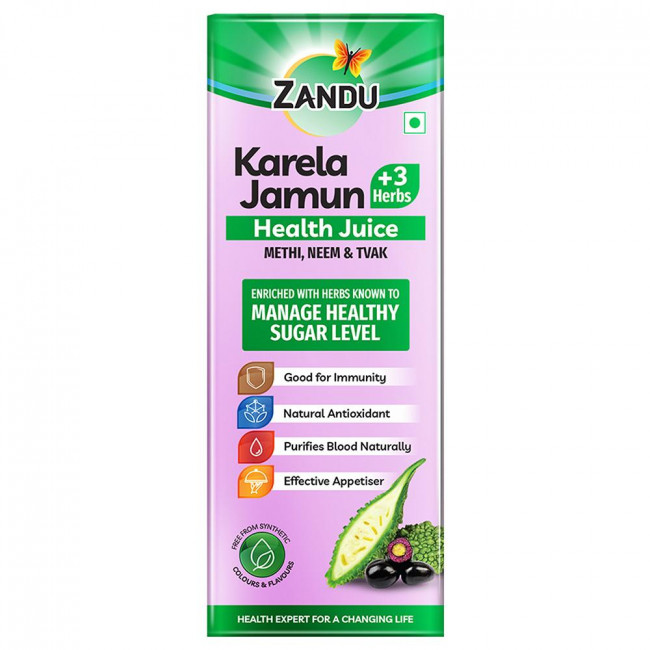 ZANDU
Karela
Jamun
+3
Herbs
Health Juice
METHI, NEEM & TVAK
ENRICHED WITH HERBS KNOWN TO
MANAGE HEALTHY
SUGAR LEVEL
Good for Immunity
Natural Antioxidant
Purifies Blood Naturally
Effective Appetiser
FREE FROM SYNTHETIC
COLOURS & FLAVOURS
HEALTH EXPERT FOR A CHANGING LIFE